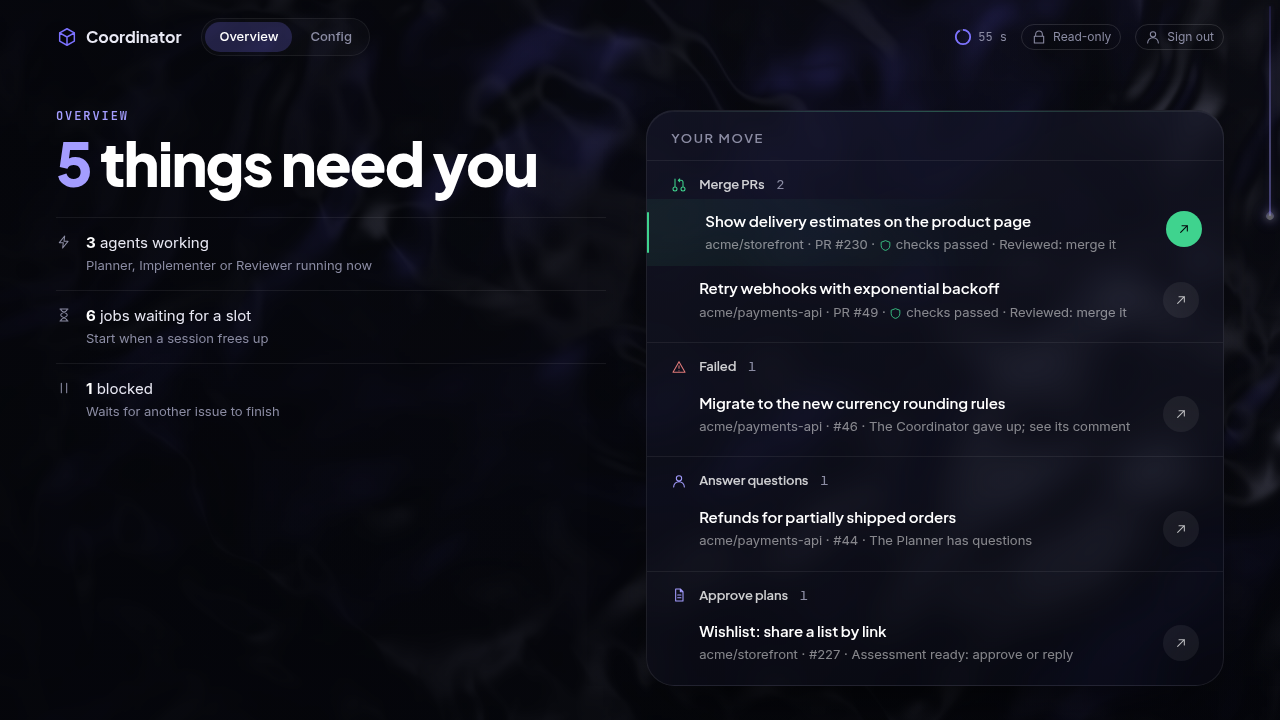 Coordinator
Overview
Config
55 s
Read-only
Sign out
OVERVIEW
5 things need you
3 agents working
Planner, Implementer or Reviewer running now
6 jobs waiting for a slot
Start when a session frees up
1 blocked
Waits for another issue to finish
YOUR MOVE
Merge PRs 2
Show delivery estimates on the product page
acme/storefront · PR #230 · checks passed · Reviewed: merge it
Retry webhooks with exponential backoff
acme/payments-api · PR #49 · checks passed · Reviewed: merge it
Failed 1
Migrate to the new currency rounding rules
acme/payments-api · #46 · The Coordinator gave up; see its comment
Answer questions 1
Refunds for partially shipped orders
acme/payments-api · #44 · The Planner has questions
Approve plans 1
Wishlist: share a list by link
acme/storefront · #227 · Assessment ready: approve or reply